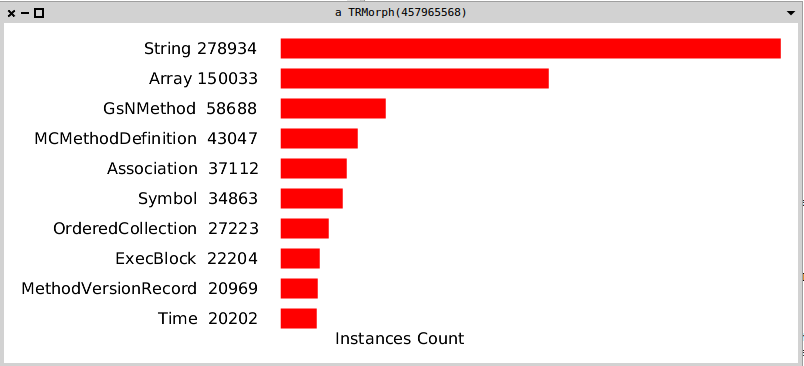 a TRMorph(457965568)
String 278934
Array 150033
GsNMethod 58688
MCMethodDefinition 43047
Association 37112
Symbol 34863
OrderedCollection 27223
ExecBlock 22204
MethodVersionRecord 20969
Time 20202
Instances Count